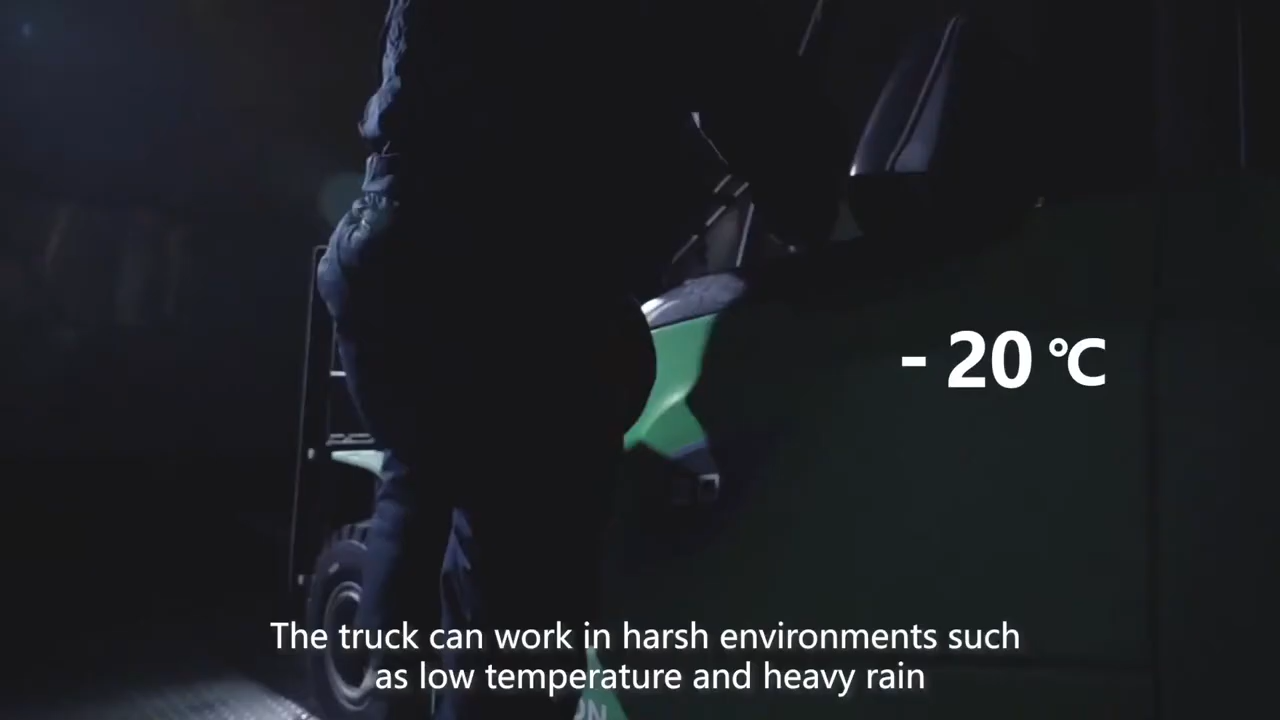 - 20 ℃
The truck can work in harsh environments such
as low temperature and heavy rain